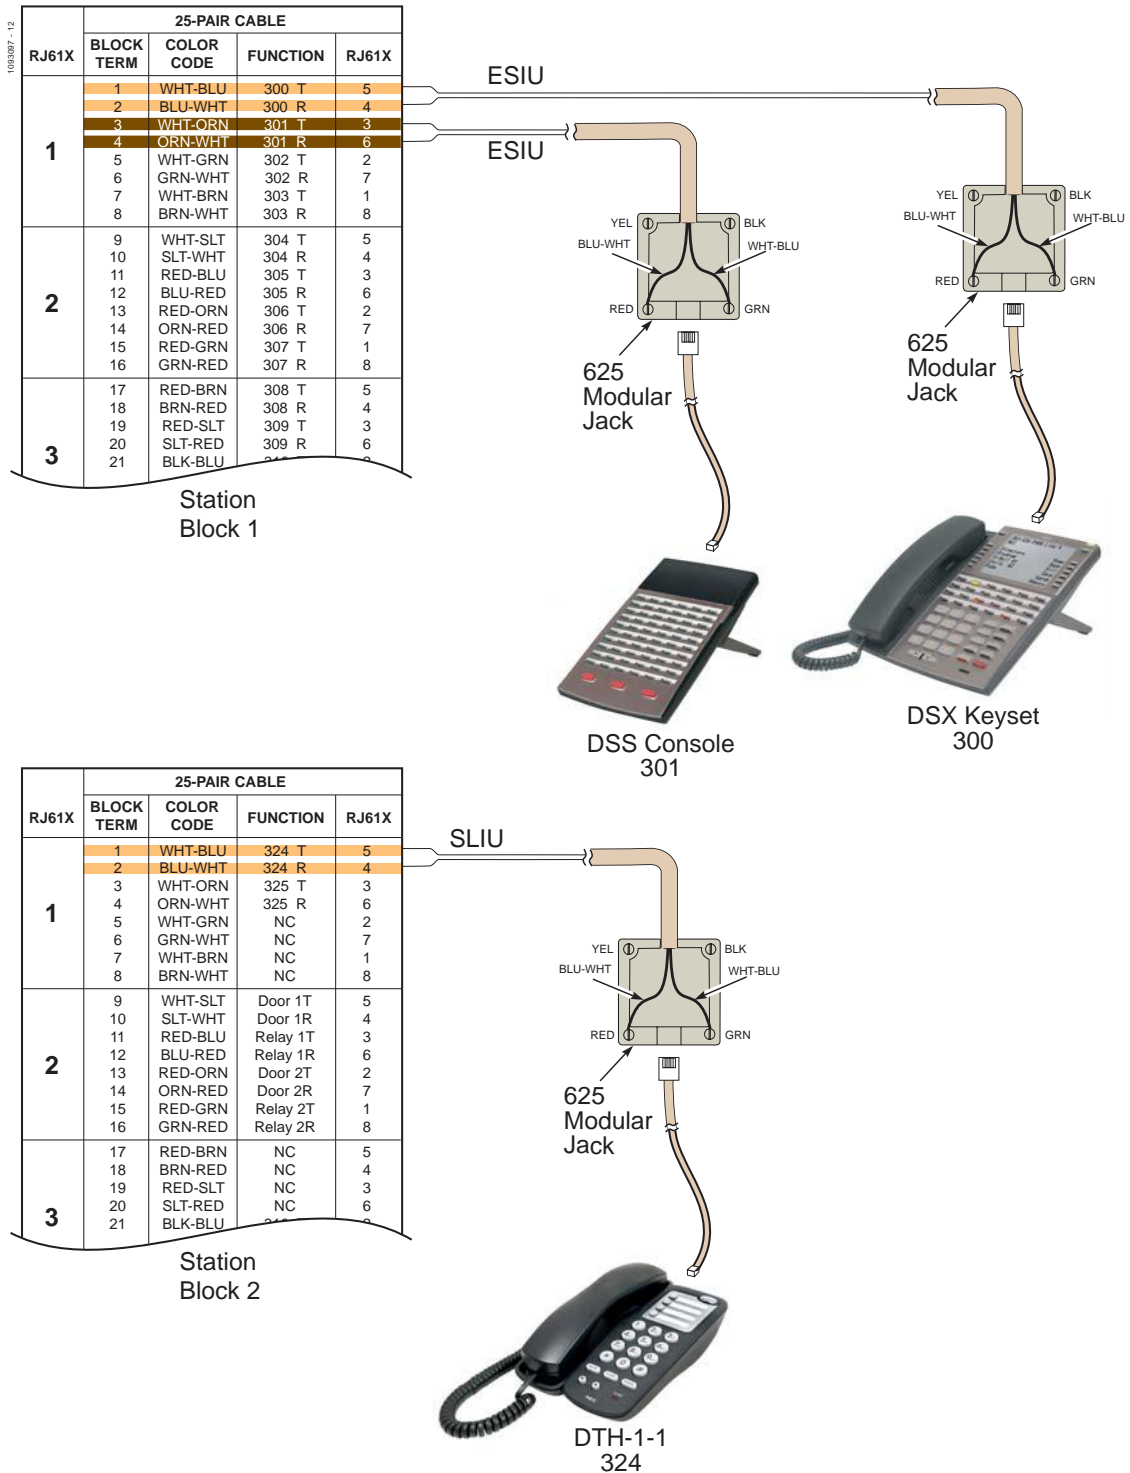 1093097 - 12
25-PAIR CABLE
RJ61X BLOCK TERM COLOR CODE FUNCTION RJ61X
1
1 WHT-BLU 300 T 5
2 BLU-WHT 300 R 4
3 WHT-ORN 301 T 3
4 ORN-WHT 301 R 6
5 WHT-GRN 302 T 2
6 GRN-WHT 302 R 7
7 WHT-BRN 303 T 1
8 BRN-WHT 303 R 8
2
9 WHT-SLT 304 T 5
10 SLT-WHT 304 R 4
11 RED-BLU 305 T 3
12 BLU-RED 305 R 6
13 RED-ORN 306 T 2
14 ORN-RED 306 R 7
15 RED-GRN 307 T 1
16 GRN-RED 307 R 8
3
17 RED-BRN 308 T 5
18 BRN-RED 308 R 4
19 RED-SLT 309 T 3
20 SLT-RED 309 R 6
21 BLK-BLU
Station
Block 1
ESIU
ESIU
YEL BLK
BLU-WHT WHT-BLU
RED GRN
625
Modular
Jack
YEL BLK
BLU-WHT WHT-BLU
RED GRN
625
Modular
Jack
DSS Console
301
DSX Keyset
300
25-PAIR CABLE
RJ61X BLOCK TERM COLOR CODE FUNCTION RJ61X
1
1 WHT-BLU 324 T 5
2 BLU-WHT 324 R 4
3 WHT-ORN 325 T 3
4 ORN-WHT 325 R 6
5 WHT-GRN NC 2
6 GRN-WHT NC 7
7 WHT-BRN NC 1
8 BRN-WHT NC 8
2
9 WHT-SLT Door 1T 5
10 SLT-WHT Door 1R 4
11 RED-BLU Relay 1T 3
12 BLU-RED Relay 1R 6
13 RED-ORN Door 2T 2
14 ORN-RED Door 2R 7
15 RED-GRN Relay 2T 1
16 GRN-RED Relay 2R 8
3
17 RED-BRN NC 5
18 BRN-RED NC 4
19 RED-SLT NC 3
20 SLT-RED NC 6
21 BLK-BLU
Station
Block 2
SLIU
YEL BLK
BLU-WHT WHT-BLU
RED GRN
625
Modular
Jack
DTH-1-1
324